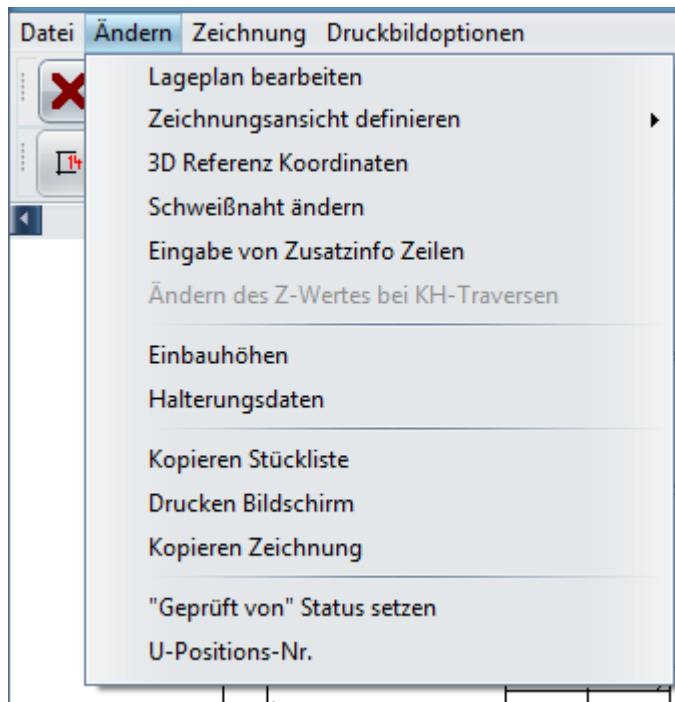 Datei Ändern Zeichnung Druckbildoptionen
Lageplan bearbeiten
Zeichnungsansicht definieren
14
3D Referenz Koordinaten
Schweißnaht ändern
Eingabe von Zusatzinfo Zeilen
Ändern des Z-Wertes bei KH-Traversen
Einbauhöhen
Halterungsdaten
Kopieren Stückliste
Drucken Bildschirm
Kopieren Zeichnung
"Geprüft von" Status setzen
U-Positions-Nr.